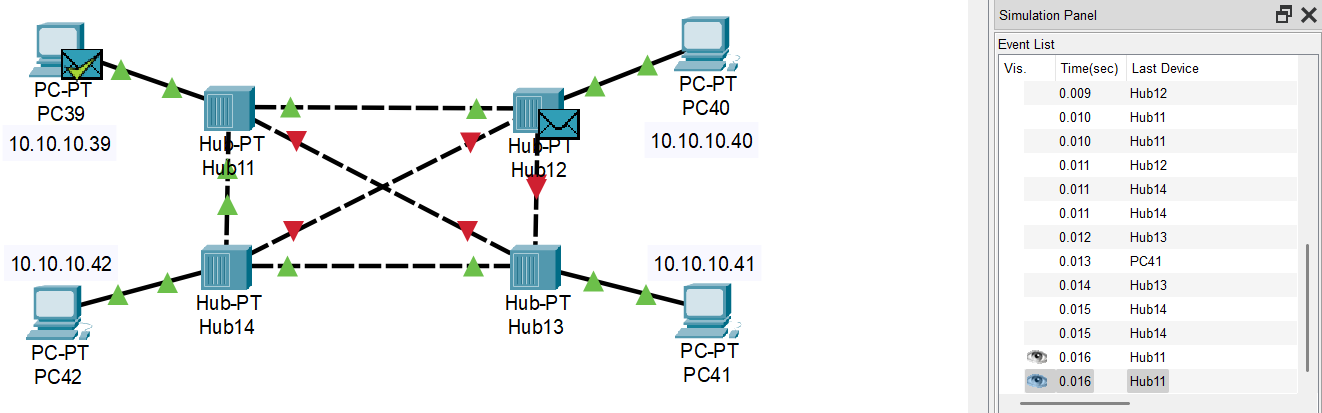 PC-PT
PC39
10.10.10.39
Hub-PT
Hub11
Hub-PT
Hub12
PC-PT
PC40
10.10.10.40
10.10.10.42
PC-PT
PC42
Hub-PT
Hub14
Hub-PT
Hub13
10.10.10.41
PC-PT
PC41
Simulation Panel
Event List
Vis. Time(sec) Last Device
0.009 Hub12
0.010 Hub11
0.010 Hub11
0.011 Hub12
0.011 Hub14
0.011 Hub14
0.012 Hub13
0.013 PC41
0.014 Hub13
0.015 Hub14
0.015 Hub14
0.016 Hub11
0.016 Hub11